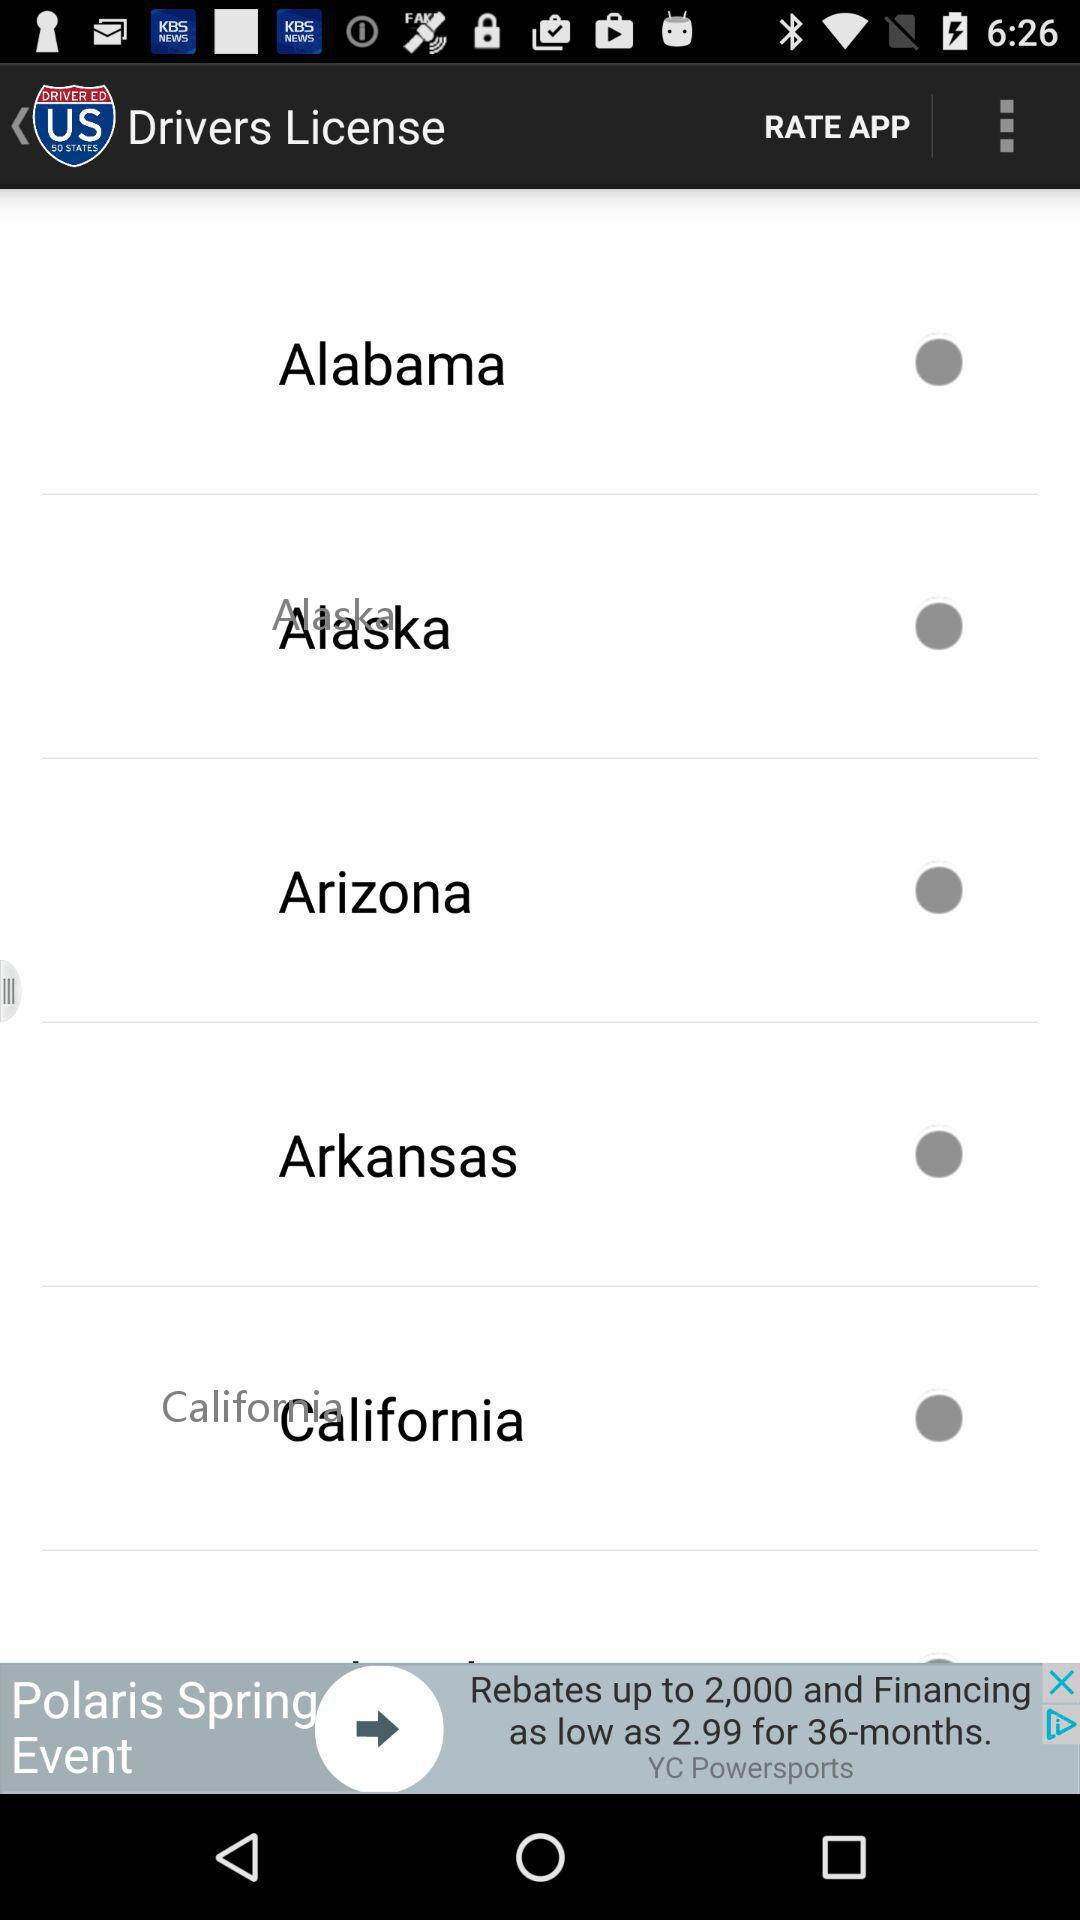 KBS NEWS KBS NEWS FAKE 6:26
DRIVER ED
US
50 STATES
Drivers License
RATE APP
Alabama
Alaska
Alaska
Arizona
Arkansas
California
California
Polaris Spring
Event
Rebates up to 2,000 and Financing
as low as 2.99 for 36-months.
YC Powersports